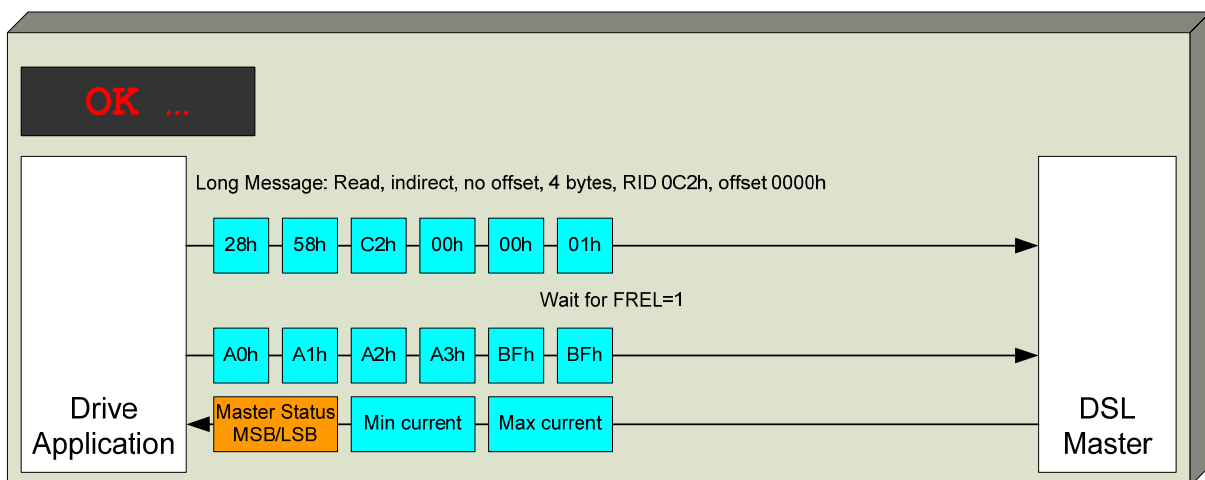 OK ...
Long Message: Read, indirect, no offset, 4 bytes, RID 0C2h, offset 0000h
28h 58h C2h 00h 00h 01h
Wait for FREL=1
A0h A1h A2h A3h BFh BFh
Master Status
MSB/LSB
Min current
Max current
Drive
Application
DSL
Master